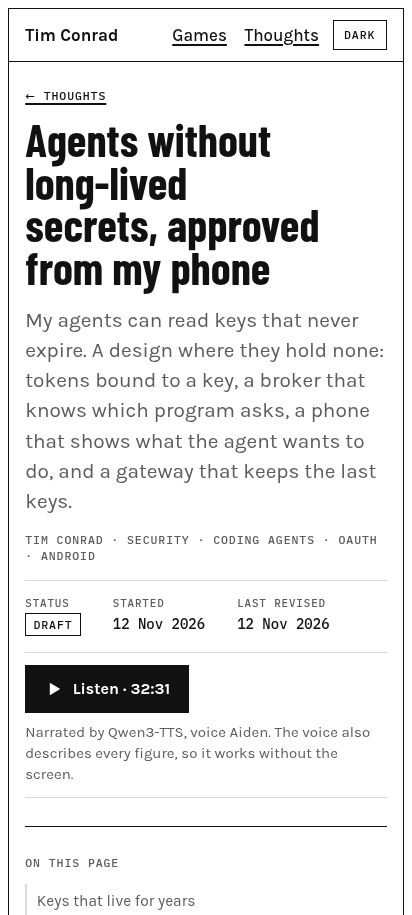 Tim Conrad Games Thoughts DARK
← THOUGHTS
Agents without
long-lived
secrets, approved
from my phone
My agents can read keys that never
expire. A design where they hold none:
tokens bound to a key, a broker that
knows which program asks, a phone
that shows what the agent wants to
do, and a gateway that keeps the last
keys.
TIM CONRAD · SECURITY · CODING AGENTS · OAUTH
· ANDROID
STATUS STARTED LAST REVISED
DRAFT 12 Nov 2026 12 Nov 2026
Listen · 32:31
Narrated by Qwen3-TTS, voice Aiden. The voice also
describes every figure, so it works without the
screen.
ON THIS PAGE
Keys that live for years